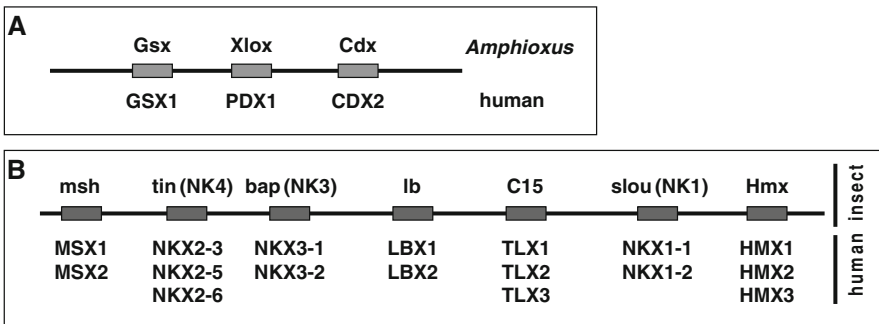 A
Gsx Xlox Cdx Amphioxus
GSX1 PDX1 CDX2 human
B
msh tin (NK4) bap (NK3) lb C15 slou (NK1) Hmx
insect
MSX1 NKX2-3 NKX3-1 LBX1 TLX1 NKX1-1 HMX1
MSX2 NKX2-5 NKX3-2 LBX2 TLX2 NKX1-2 HMX2
NKX2-6 TLX3 HMX3
human